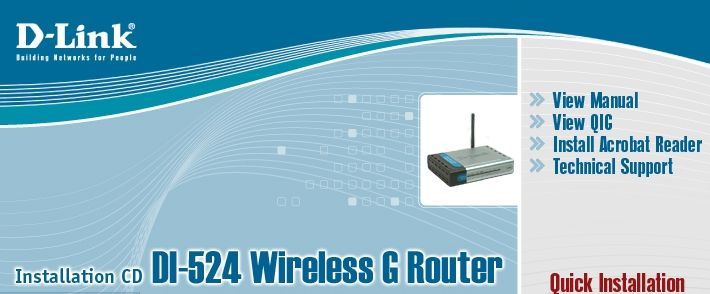 D-Link®
Building Networks for People
View Manual
View QIG
Install Acrobat Reader
Technical Support
Installation CD DI-524 Wireless G Router
Quick Installation